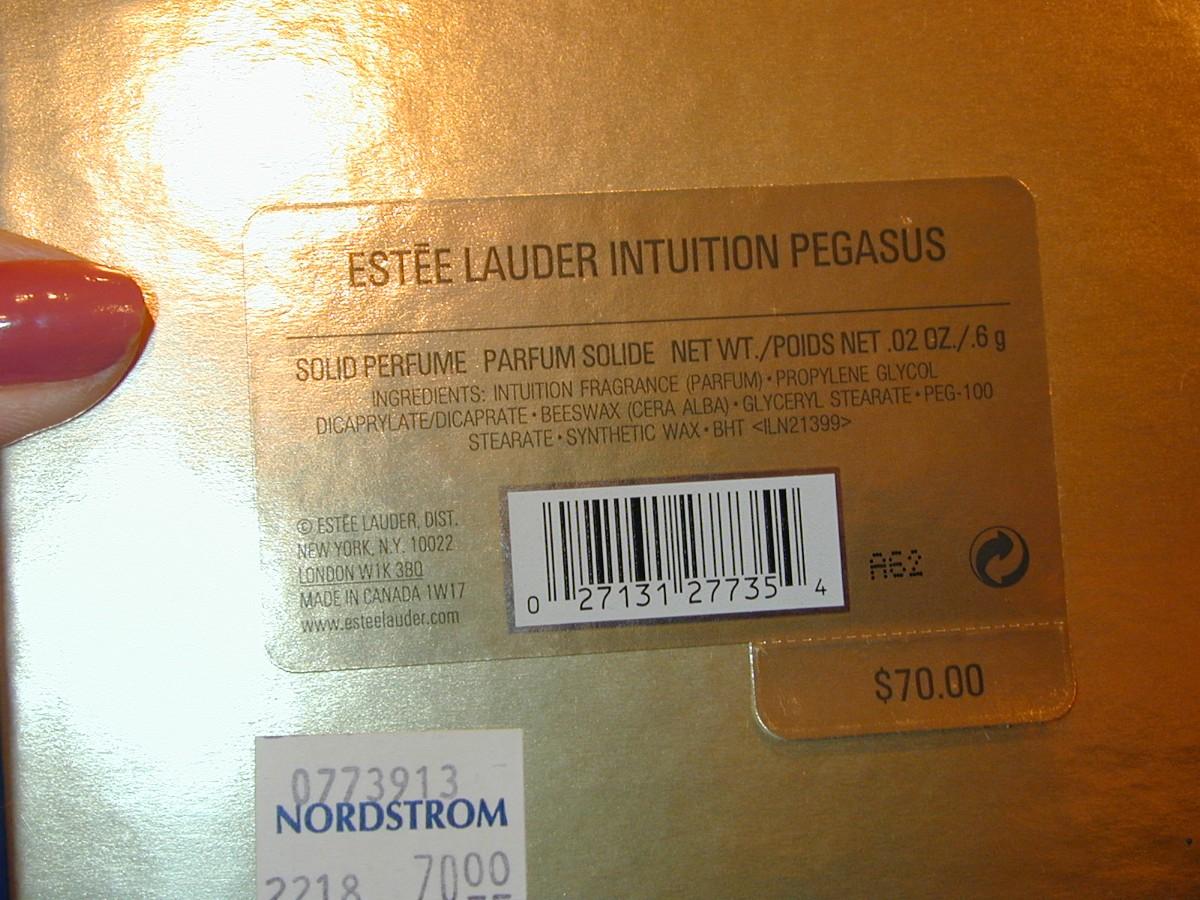 ESTĒE LAUDER INTUITION PEGASUS
SOLID PERFUME PARFUM SOLIDE NET WT./POIDS NET .02 OZ./.6 g
INGREDIENTS: INTUITION FRAGRANCE (PARFUM) • PROPYLENE GLYCOL
DICAPRYLATE/DICAPRATE • BEESWAX (CERA ALBA) • GLYCERYL STEARATE • PEG-100
STEARATE • SYNTHETIC WAX • BHT <ILN21399>
© ESTĒE LAUDER, DIST.
NEW YORK, N.Y. 10022
LONDON W1K 3BQ
MADE IN CANADA 1W17
www.esteelauder.com
0 27131 27735 4
A62
$70.00
0773913
NORDSTROM
2218 7000